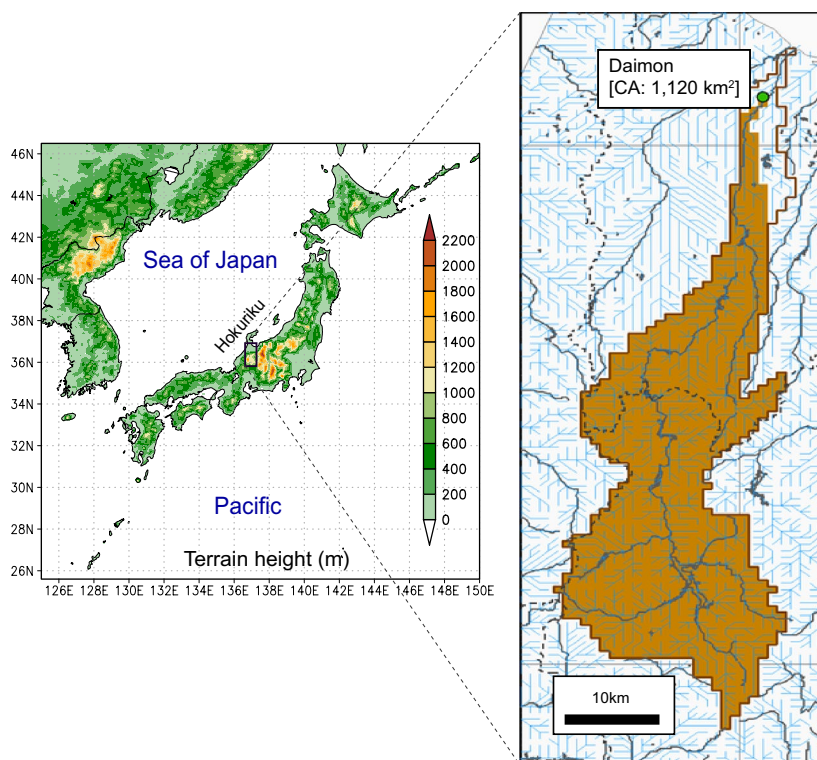 Daimon
[CA: 1,120 km²]
46N
44N
42N
40N
38N
36N
34N
32N
30N
28N
26N
126E 128E 130E 132E 134E 136E 138E 140E 142E 144E 146E 148E 150E
Sea of Japan
Hokuriku
Pacific
Terrain height (m)
2200
2000
1800
1600
1400
1200
1000
800
600
400
200
0
10km